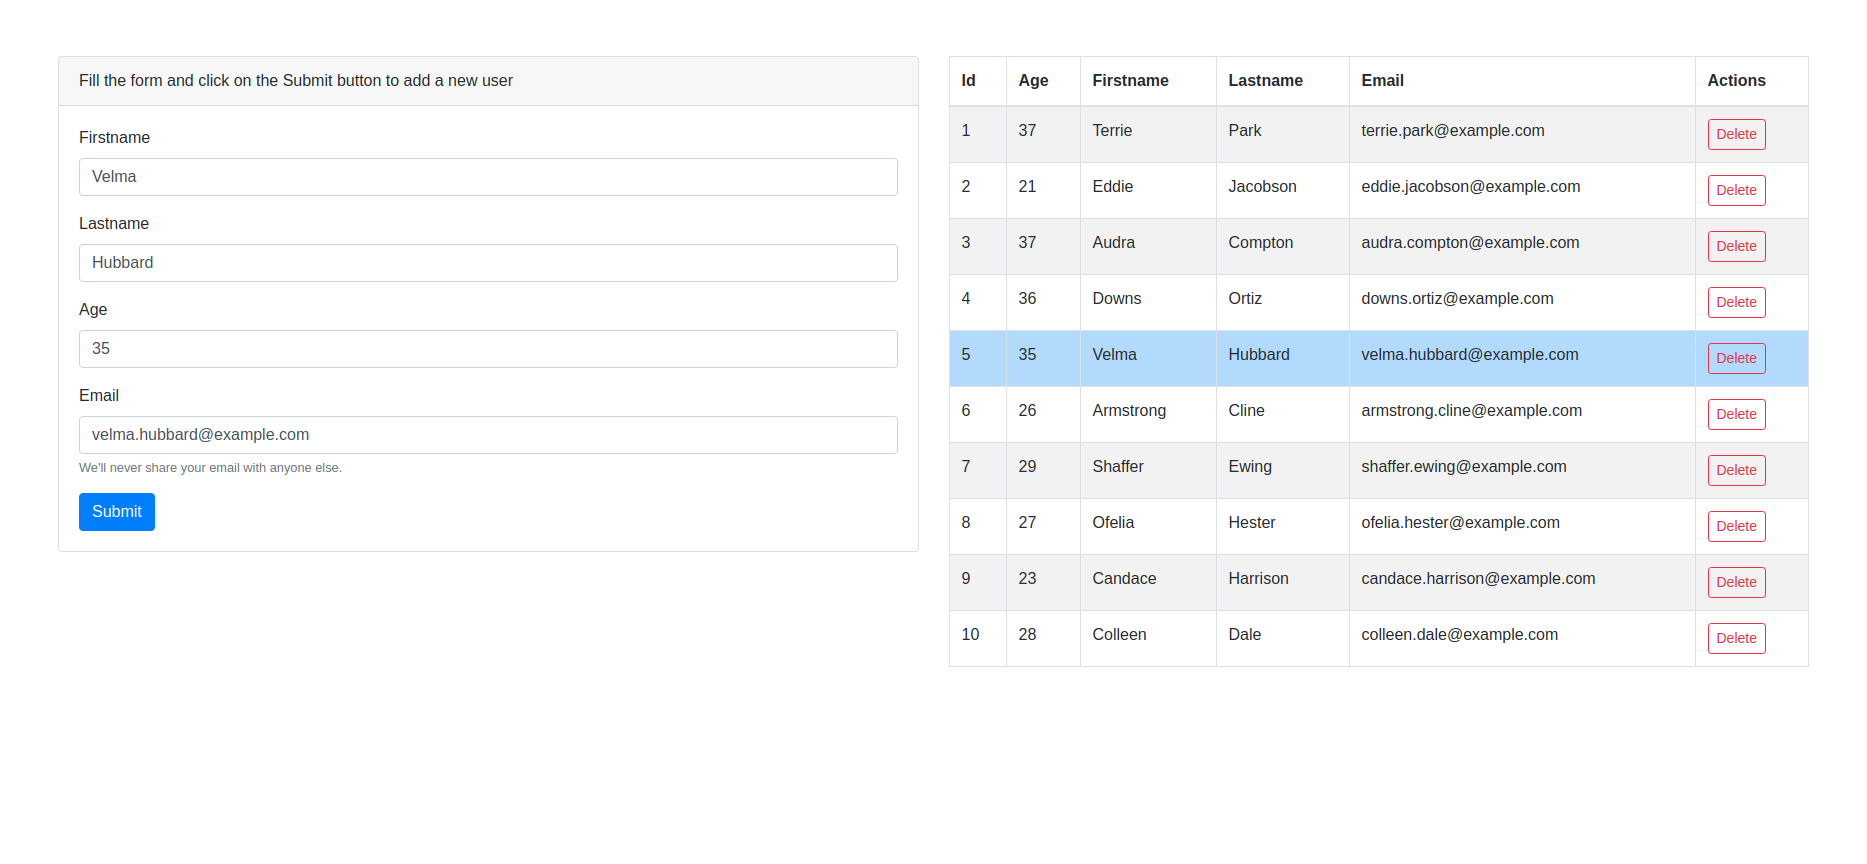 Fill the form and click on the Submit button to add a new user
Firstname
Velma
Lastname
Hubbard
Age
35
Email
velma.hubbard@example.com
We'll never share your email with anyone else.
Submit
Id Age Firstname Lastname Email Actions
1 37 Terrie Park terrie.park@example.com Delete
2 21 Eddie Jacobson eddie.jacobson@example.com Delete
3 37 Audra Compton audra.compton@example.com Delete
4 36 Downs Ortiz downs.ortiz@example.com Delete
5 35 Velma Hubbard velma.hubbard@example.com Delete
6 26 Armstrong Cline armstrong.cline@example.com Delete
7 29 Shaffer Ewing shaffer.ewing@example.com Delete
8 27 Ofelia Hester ofelia.hester@example.com Delete
9 23 Candace Harrison candace.harrison@example.com Delete
10 28 Colleen Dale colleen.dale@example.com Delete